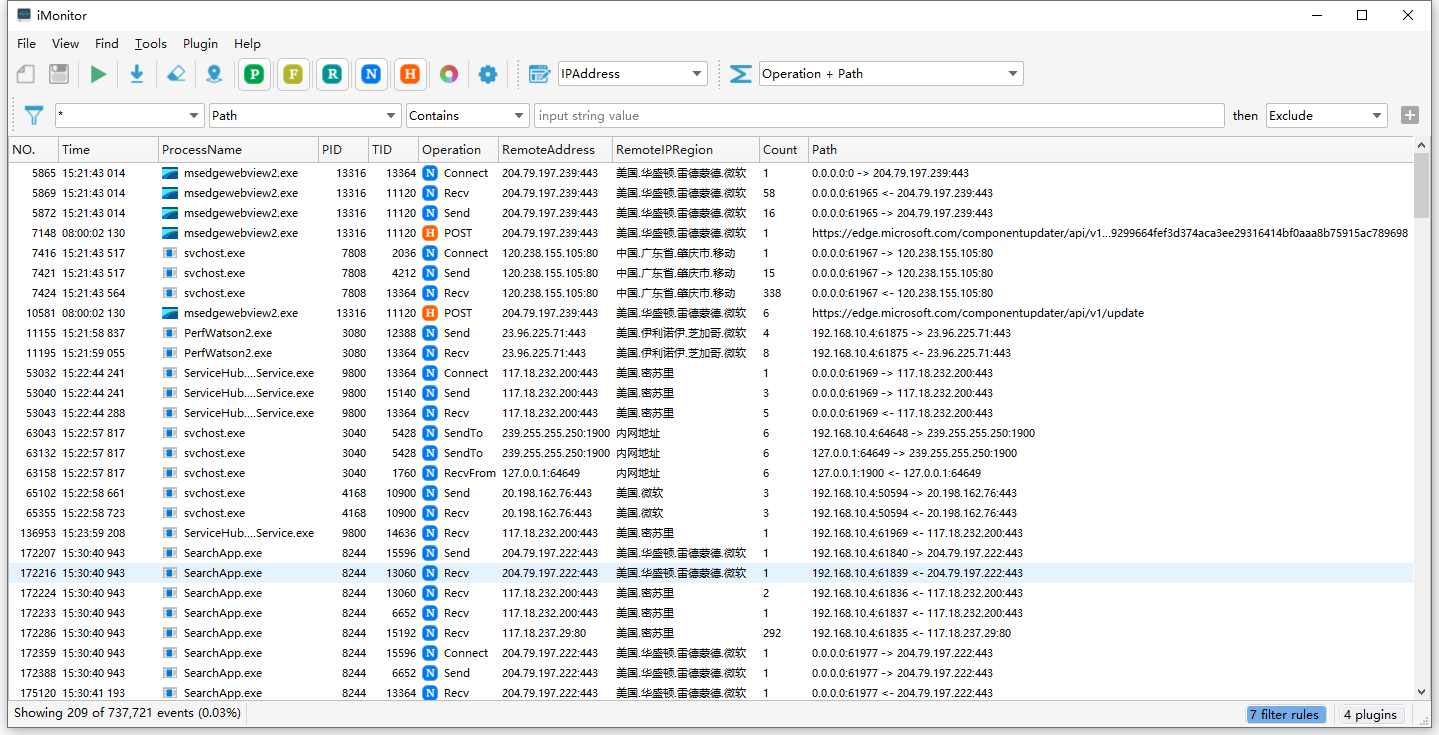 iMonitor
File View Find Tools Plugin Help
P F R N H IPAddress Operation + Path
* Path Contains input string value then Exclude
NO. Time ProcessName PID TID Operation RemoteAddress RemoteIPRegion Count Path
5865 15:21:43 014 msedgewebview2.exe 13316 13364 N Connect 204.79.197.239:443 美国.华盛顿.雷德蒙德.微软 1 0.0.0.0:0 -> 204.79.197.239:443
5869 15:21:43 014 msedgewebview2.exe 13316 11120 N Recv 204.79.197.239:443 美国.华盛顿.雷德蒙德.微软 58 0.0.0.0:61965 <- 204.79.197.239:443
5872 15:21:43 014 msedgewebview2.exe 13316 11120 N Send 204.79.197.239:443 美国.华盛顿.雷德蒙德.微软 16 0.0.0.0:61965 -> 204.79.197.239:443
7148 08:00:02 130 msedgewebview2.exe 13316 11120 H POST 204.79.197.239:443 美国.华盛顿.雷德蒙德.微软 1 https://edge.microsoft.com/componentupdater/api/v1...9299664fef3d374aca3ee29316414bf0aaa8b75915ac789698
7416 15:21:43 517 svchost.exe 7808 2036 N Connect 120.238.155.105:80 中国.广东省.肇庆市.移动 1 0.0.0.0:61967 -> 120.238.155.105:80
7421 15:21:43 517 svchost.exe 7808 4212 N Send 120.238.155.105:80 中国.广东省.肇庆市.移动 15 0.0.0.0:61967 -> 120.238.155.105:80
7424 15:21:43 564 svchost.exe 7808 13364 N Recv 120.238.155.105:80 中国.广东省.肇庆市.移动 338 0.0.0.0:61967 <- 120.238.155.105:80
10581 08:00:02 130 msedgewebview2.exe 13316 11120 H POST 204.79.197.239:443 美国.华盛顿.雷德蒙德.微软 6 https://edge.microsoft.com/componentupdater/api/v1/update
11155 15:21:58 837 PerfWatson2.exe 3080 12388 N Send 23.96.225.71:443 美国.伊利诺伊.芝加哥.微软 4 192.168.10.4:61875 -> 23.96.225.71:443
11195 15:21:59 055 PerfWatson2.exe 3080 13364 N Recv 23.96.225.71:443 美国.伊利诺伊.芝加哥.微软 8 192.168.10.4:61875 <- 23.96.225.71:443
53032 15:22:44 241 ServiceHub....Service.exe 9800 13364 N Connect 117.18.232.200:443 美国.密苏里 1 0.0.0.0:61969 -> 117.18.232.200:443
53040 15:22:44 241 ServiceHub....Service.exe 9800 15140 N Send 117.18.232.200:443 美国.密苏里 3 0.0.0.0:61969 -> 117.18.232.200:443
53043 15:22:44 288 ServiceHub....Service.exe 9800 13364 N Recv 117.18.232.200:443 美国.密苏里 5 0.0.0.0:61969 <- 117.18.232.200:443
63043 15:22:57 817 svchost.exe 3040 5428 N SendTo 239.255.255.250:1900 内网地址 6 192.168.10.4:64648 -> 239.255.255.250:1900
63132 15:22:57 817 svchost.exe 3040 5428 N SendTo 239.255.255.250:1900 内网地址 6 127.0.0.1:64649 -> 239.255.255.250:1900
63158 15:22:57 817 svchost.exe 3040 1760 N RecvFrom 127.0.0.1:64649 内网地址 6 127.0.0.1:1900 <- 127.0.0.1:64649
65102 15:22:58 661 svchost.exe 4168 10900 N Send 20.198.162.76:443 美国.微软 3 192.168.10.4:50594 -> 20.198.162.76:443
65355 15:22:58 723 svchost.exe 4168 10900 N Recv 20.198.162.76:443 美国.微软 3 192.168.10.4:50594 <- 20.198.162.76:443
136953 15:23:59 208 ServiceHub....Service.exe 9800 14636 N Recv 117.18.232.200:443 美国.密苏里 1 192.168.10.4:61969 <- 117.18.232.200:443
172207 15:30:40 943 SearchApp.exe 8244 15596 N Send 204.79.197.222:443 美国.华盛顿.雷德蒙德.微软 1 192.168.10.4:61840 -> 204.79.197.222:443
172216 15:30:40 943 SearchApp.exe 8244 13060 N Recv 204.79.197.222:443 美国.华盛顿.雷德蒙德.微软 1 192.168.10.4:61839 <- 204.79.197.222:443
172224 15:30:40 943 SearchApp.exe 8244 13060 N Recv 117.18.232.200:443 美国.密苏里 2 192.168.10.4:61836 <- 117.18.232.200:443
172233 15:30:40 943 SearchApp.exe 8244 6652 N Recv 117.18.232.200:443 美国.密苏里 1 192.168.10.4:61837 <- 117.18.232.200:443
172286 15:30:40 943 SearchApp.exe 8244 15192 N Recv 117.18.237.29:80 美国.密苏里 292 192.168.10.4:61835 <- 117.18.237.29:80
172359 15:30:40 943 SearchApp.exe 8244 15596 N Connect 204.79.197.222:443 美国.华盛顿.雷德蒙德.微软 1 0.0.0.0:61977 -> 204.79.197.222:443
172388 15:30:40 943 SearchApp.exe 8244 6652 N Send 204.79.197.222:443 美国.华盛顿.雷德蒙德.微软 1 0.0.0.0:61977 -> 204.79.197.222:443
175120 15:30:41 193 SearchApp.exe 8244 13364 N Recv 204.79.197.222:443 美国.华盛顿.雷德蒙德.微软 1 0.0.0.0:61977 <- 204.79.197.222:443
Showing 209 of 737,721 events (0.03%) 7 filter rules 4 plugins